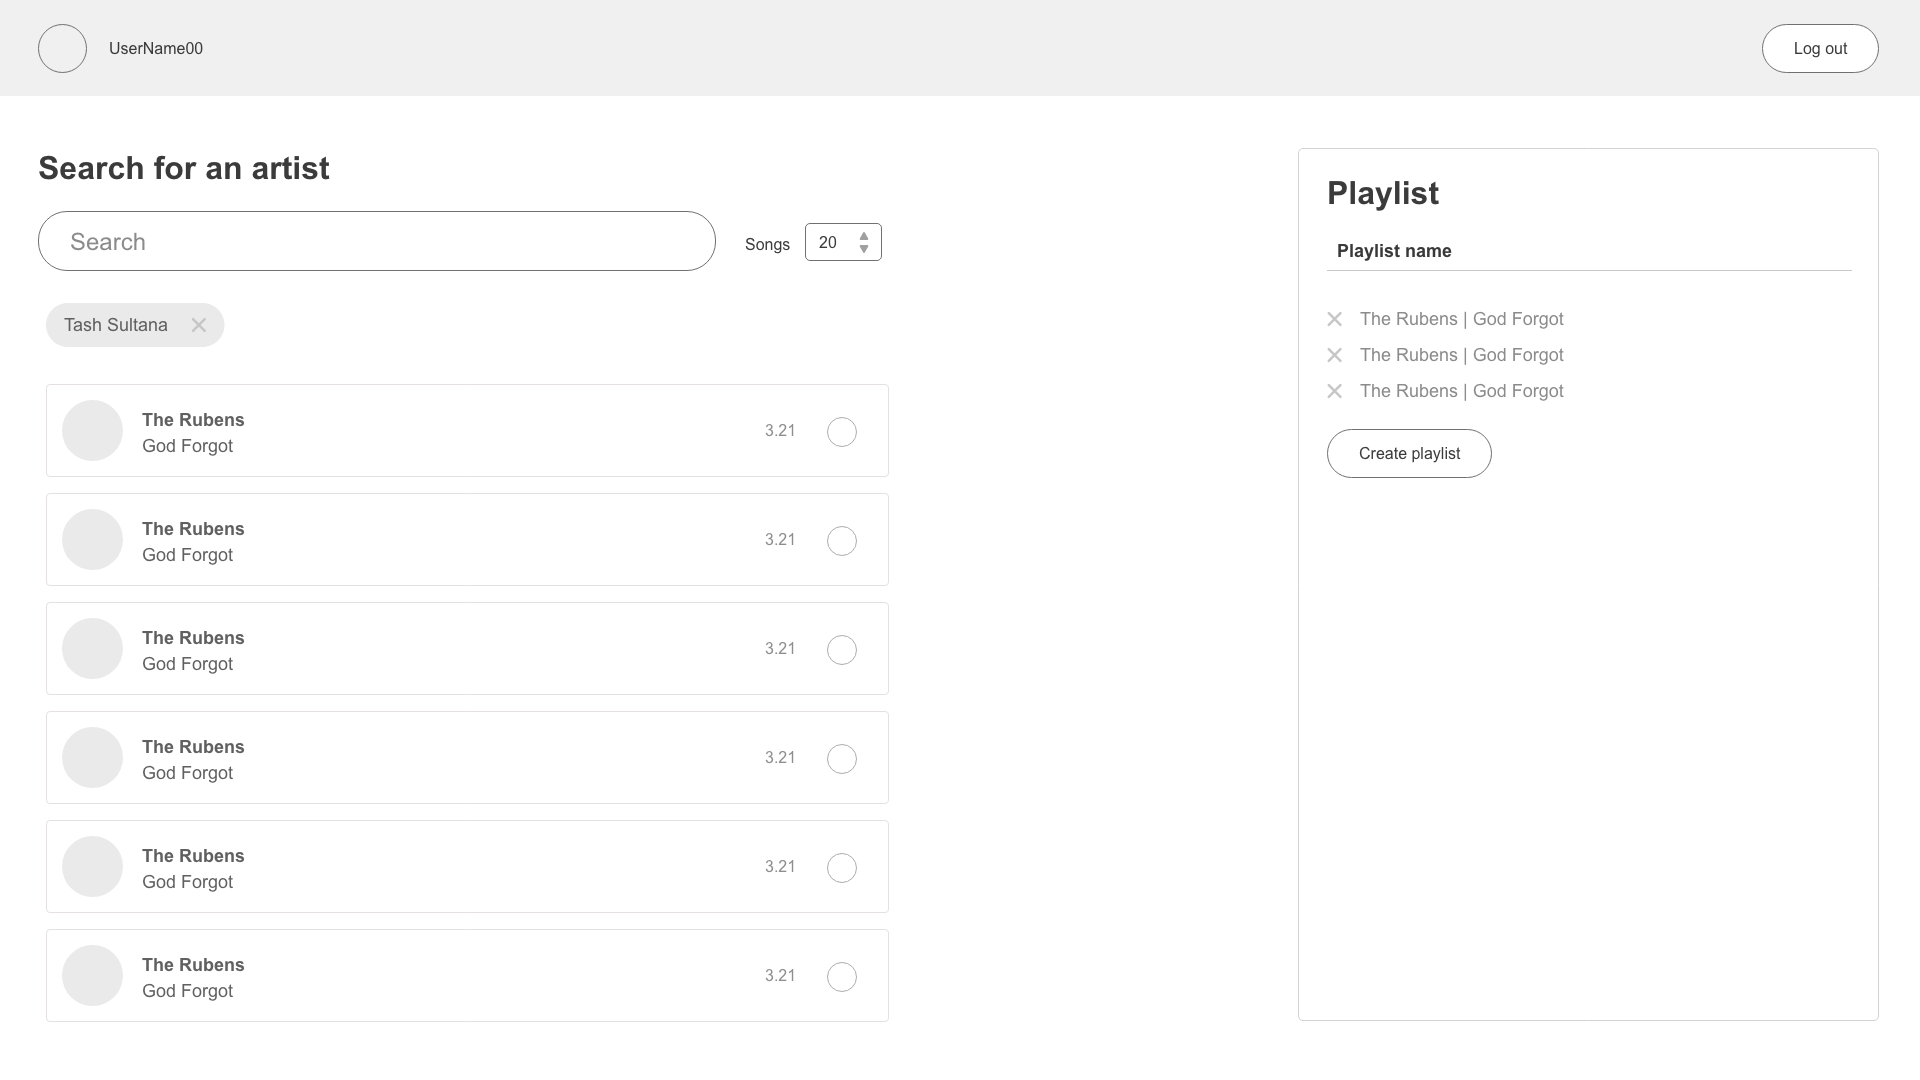 UserName00
Log out
Search for an artist
Search
Songs
20
Tash Sultana
The Rubens
God Forgot
3.21
The Rubens
God Forgot
3.21
The Rubens
God Forgot
3.21
The Rubens
God Forgot
3.21
The Rubens
God Forgot
3.21
The Rubens
God Forgot
3.21
Playlist
Playlist name
The Rubens | God Forgot
The Rubens | God Forgot
The Rubens | God Forgot
Create playlist